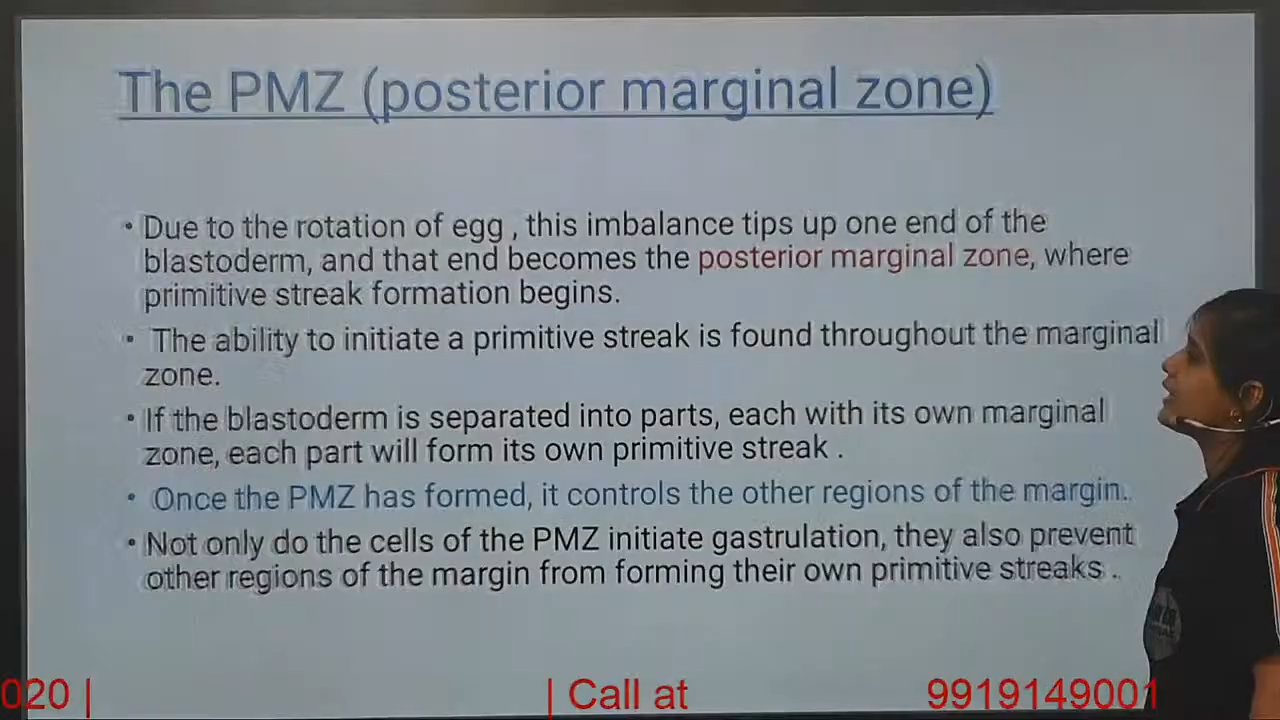 The PMZ (posterior marginal zone)
• Due to the rotation of egg , this imbalance tips up one end of the
blastoderm, and that end becomes the posterior marginal zone, where
primitive streak formation begins.
• The ability to initiate a primitive streak is found throughout the marginal
zone.
• If the blastoderm is separated into parts, each with its own marginal
zone, each part will form its own primitive streak .
• Once the PMZ has formed, it controls the other regions of the margin.
• Not only do the cells of the PMZ initiate gastrulation, they also prevent
other regions of the margin from forming their own primitive streaks .
020 | | Call at 9919149001